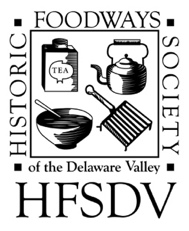 HISTORIC
FOODWAYS
SOCIETY
TEA
of the Delaware Valley
HFSDV